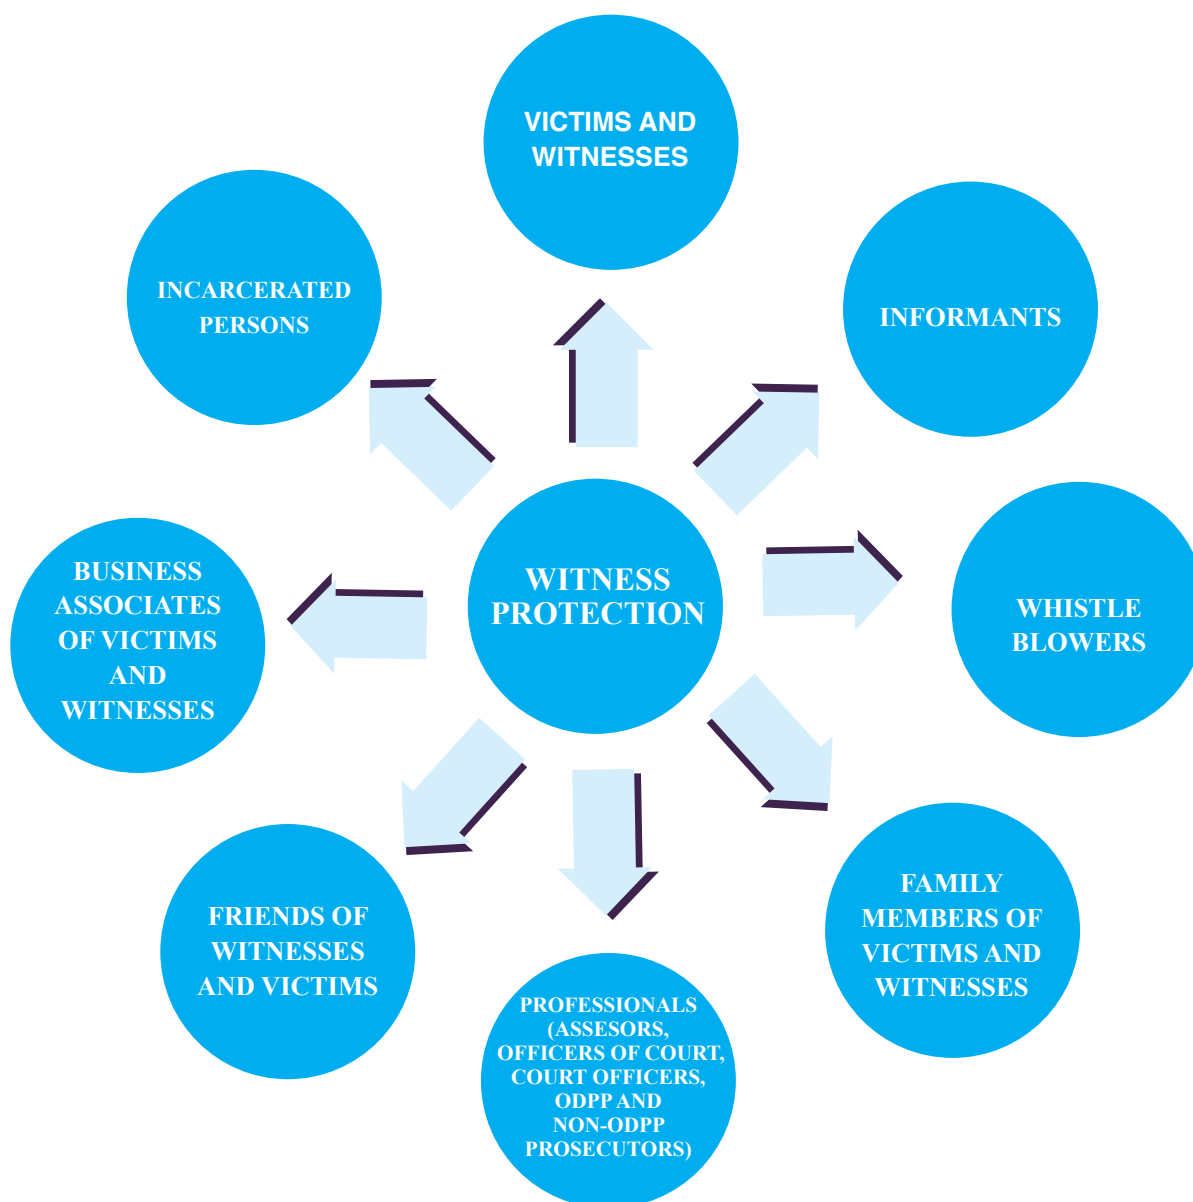 VICTIMS AND
WITNESSES
INCARCERATED
PERSONS
INFORMANTS
WITNESS
PROTECTION
BUSINESS
ASSOCIATES
OF VICTIMS
AND
WITNESSES
WHISTLE
BLOWERS
FRIENDS OF
WITNESSES
AND VICTIMS
FAMILY
MEMBERS OF
VICTIMS AND
WITNESSES
PROFESSIONALS
(ASSESORS,
OFFICERS OF COURT,
COURT OFFICERS,
ODPP AND
NON-ODPP
PROSECUTORS)